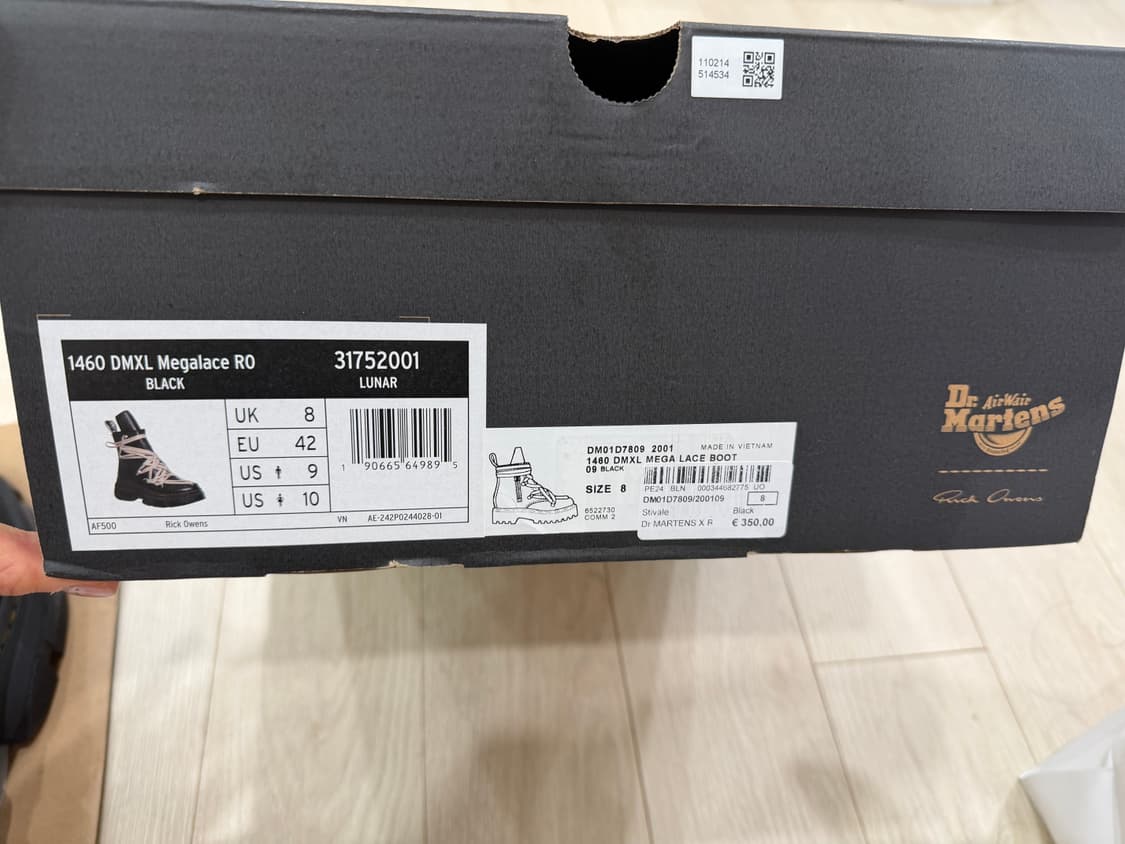 110214
514534
1460 DMXL Megalace RO
31752001
BLACK
LUNAR
UK 8
EU 42
US 9
US 10
1 90665 64989 5
AF500
Rick Owens
VN
AE-242P0244028-01
DM01D7809 2001
MADE IN VIETNAM
1460 DMXL MEGA LACE BOOT
09 BLACK
SIZE 8
6522730
COMM 2
PE24 BLN 000344682775 UO
DM01D7809/200109
8
Stivale
Black
Dr MARTENS X R
€ 350,00
Dr. AirWair
Martens
Rick Owens